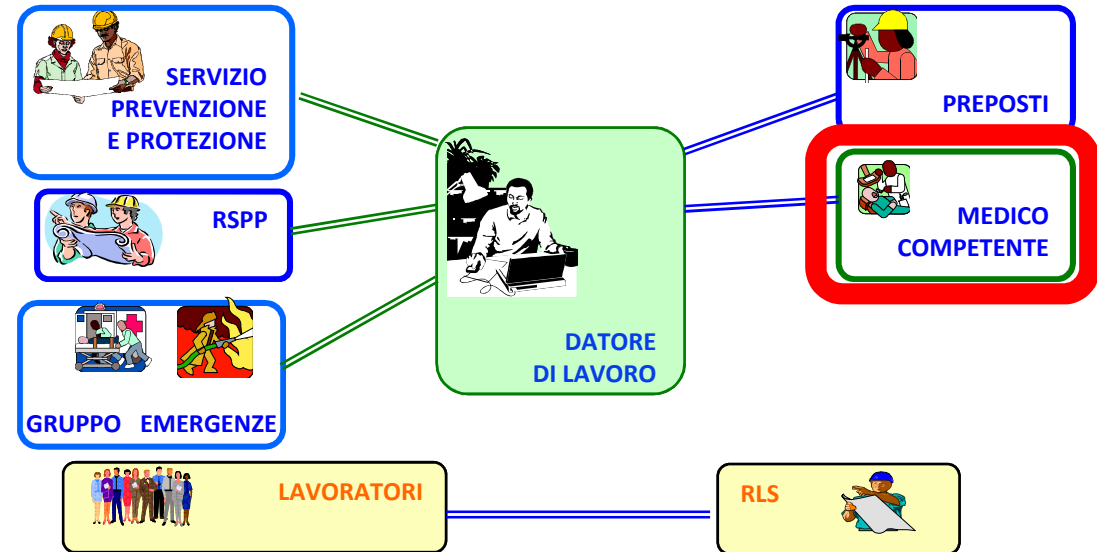 SERVIZIO
PREVENZIONE
E PROTEZIONE
RSPP
GRUPPO EMERGENZE
DATORE
DI LAVORO
PREPOSTI
MEDICO
COMPETENTE
LAVORATORI
RLS